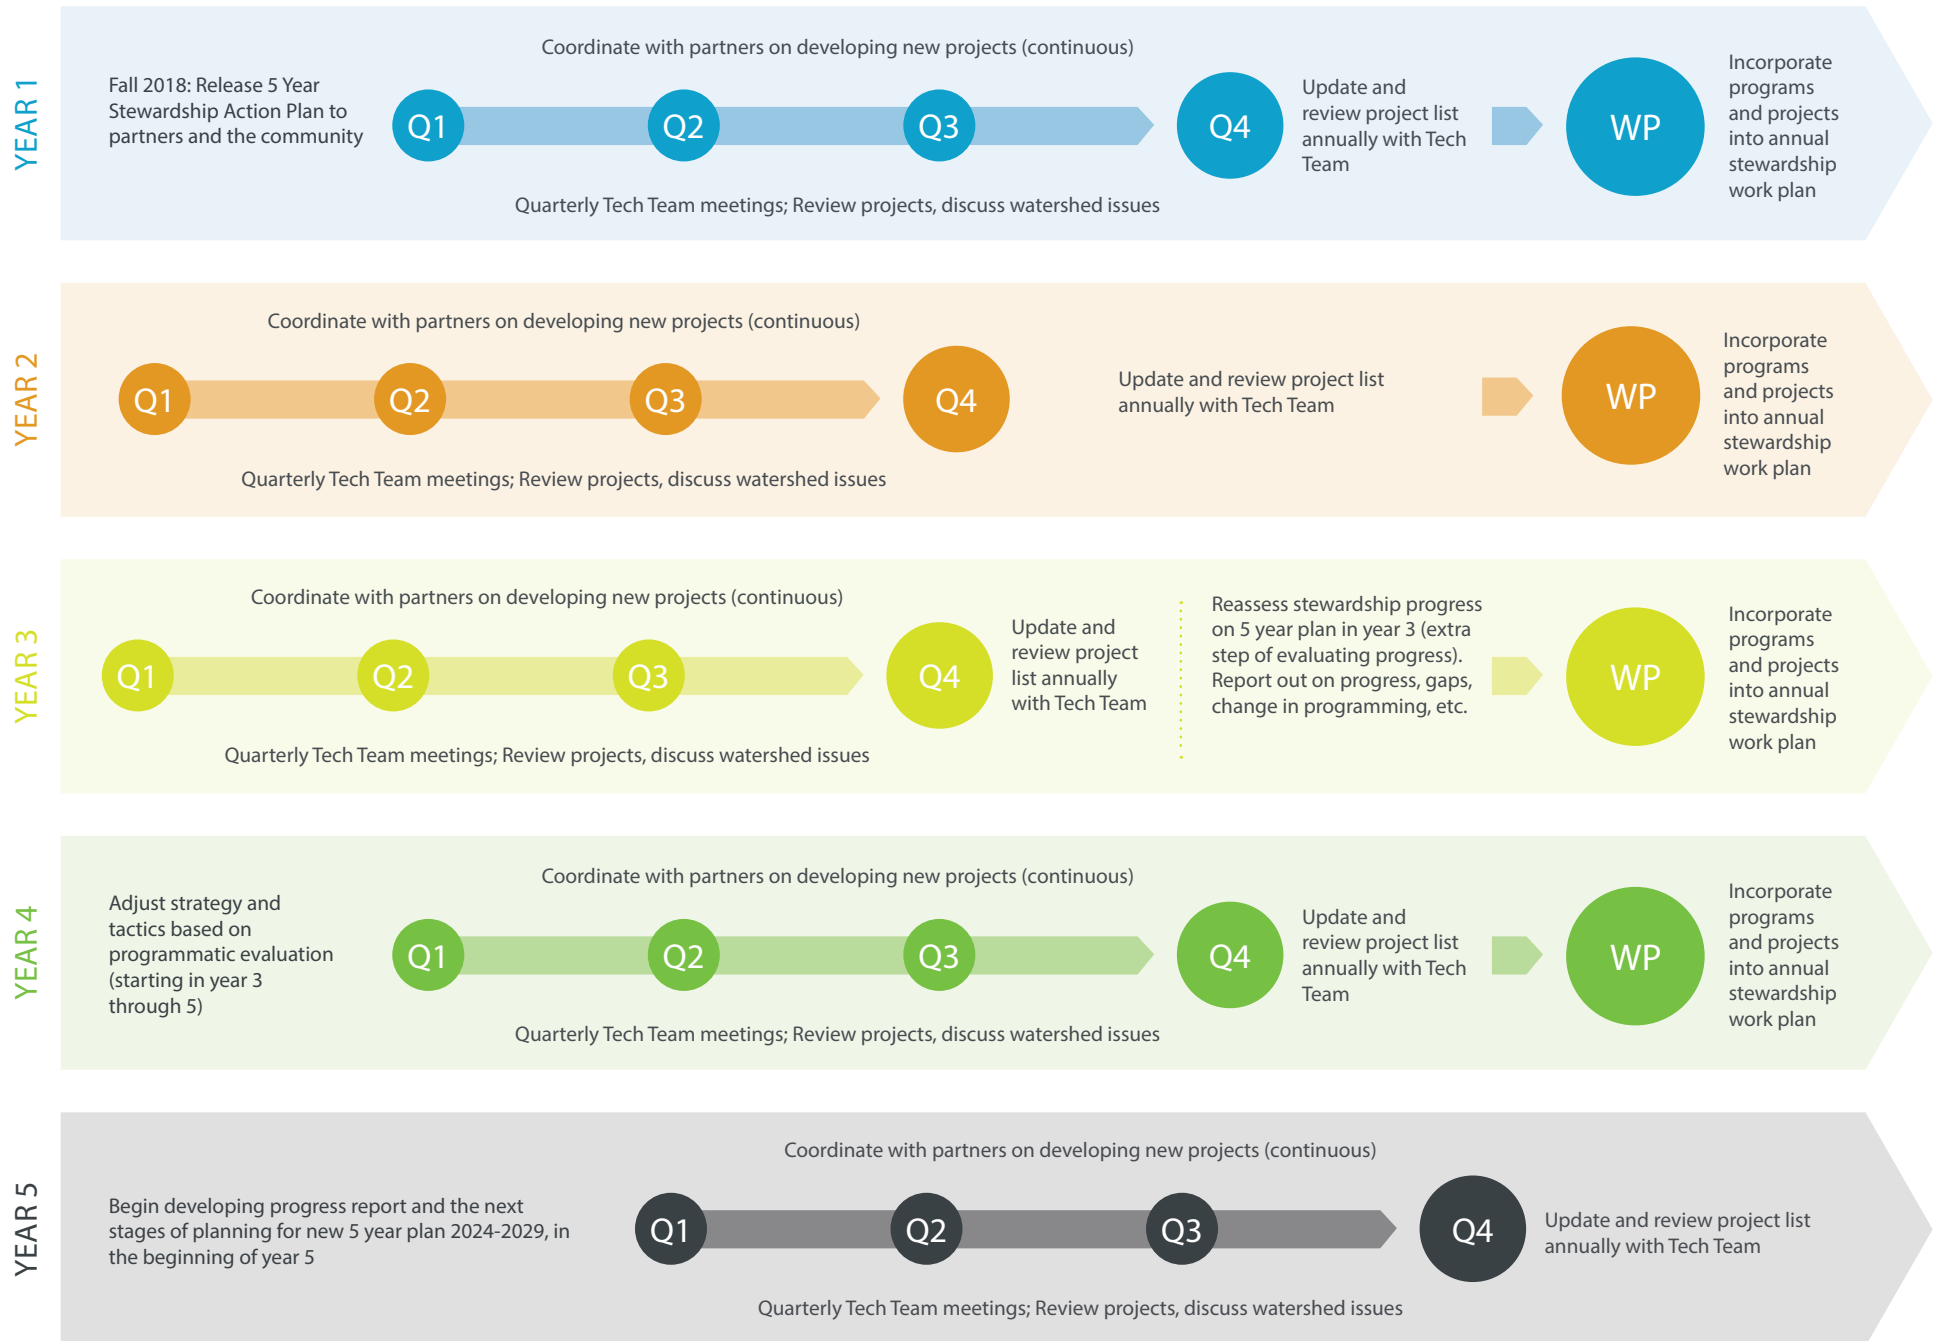 YEAR 1
Fall 2018: Release 5 Year
Stewardship Action Plan to
partners and the community
Coordinate with partners on developing new projects (continuous)
Q1
Q2
Q3
Quarterly Tech Team meetings; Review projects, discuss watershed issues
Q4
Update and
review project list
annually with Tech
Team
WP
Incorporate
programs
and projects
into annual
stewardship
work plan
YEAR 2
Coordinate with partners on developing new projects (continuous)
Q1
Q2
Q3
Quarterly Tech Team meetings; Review projects, discuss watershed issues
Q4
Update and review project list
annually with Tech Team
WP
Incorporate
programs
and projects
into annual
stewardship
work plan
YEAR 3
Coordinate with partners on developing new projects (continuous)
Q1
Q2
Q3
Quarterly Tech Team meetings; Review projects, discuss watershed issues
Q4
Update and
review project
list annually
with Tech Team
Reassess stewardship progress
on 5 year plan in year 3 (extra
step of evaluating progress).
Report out on progress, gaps,
change in programming, etc.
WP
Incorporate
programs
and projects
into annual
stewardship
work plan
YEAR 4
Adjust strategy and
tactics based on
programmatic evaluation
(starting in year 3
through 5)
Coordinate with partners on developing new projects (continuous)
Q1
Q2
Q3
Quarterly Tech Team meetings; Review projects, discuss watershed issues
Q4
Update and
review project list
annually with Tech
Team
WP
Incorporate
programs
and projects
into annual
stewardship
work plan
YEAR 5
Begin developing progress report and the next
stages of planning for new 5 year plan 2024-2029, in
the beginning of year 5
Coordinate with partners on developing new projects (continuous)
Q1
Q2
Q3
Quarterly Tech Team meetings; Review projects, discuss watershed issues
Q4
Update and review project list
annually with Tech Team